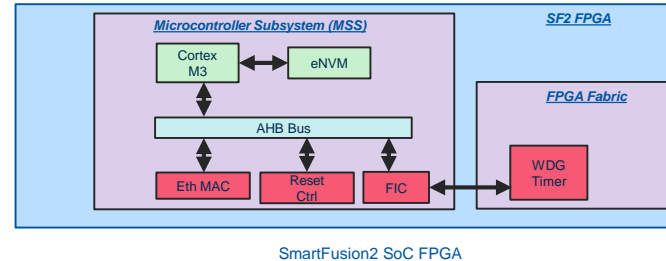 Microcontroller Subsystem (MSS)
SF2 FPGA
Cortex
M3
eNVM
FPGA Fabric
AHB Bus
WDG
Timer
Eth MAC
Reset
Ctrl
FIC
SmartFusion2 SoC FPGA